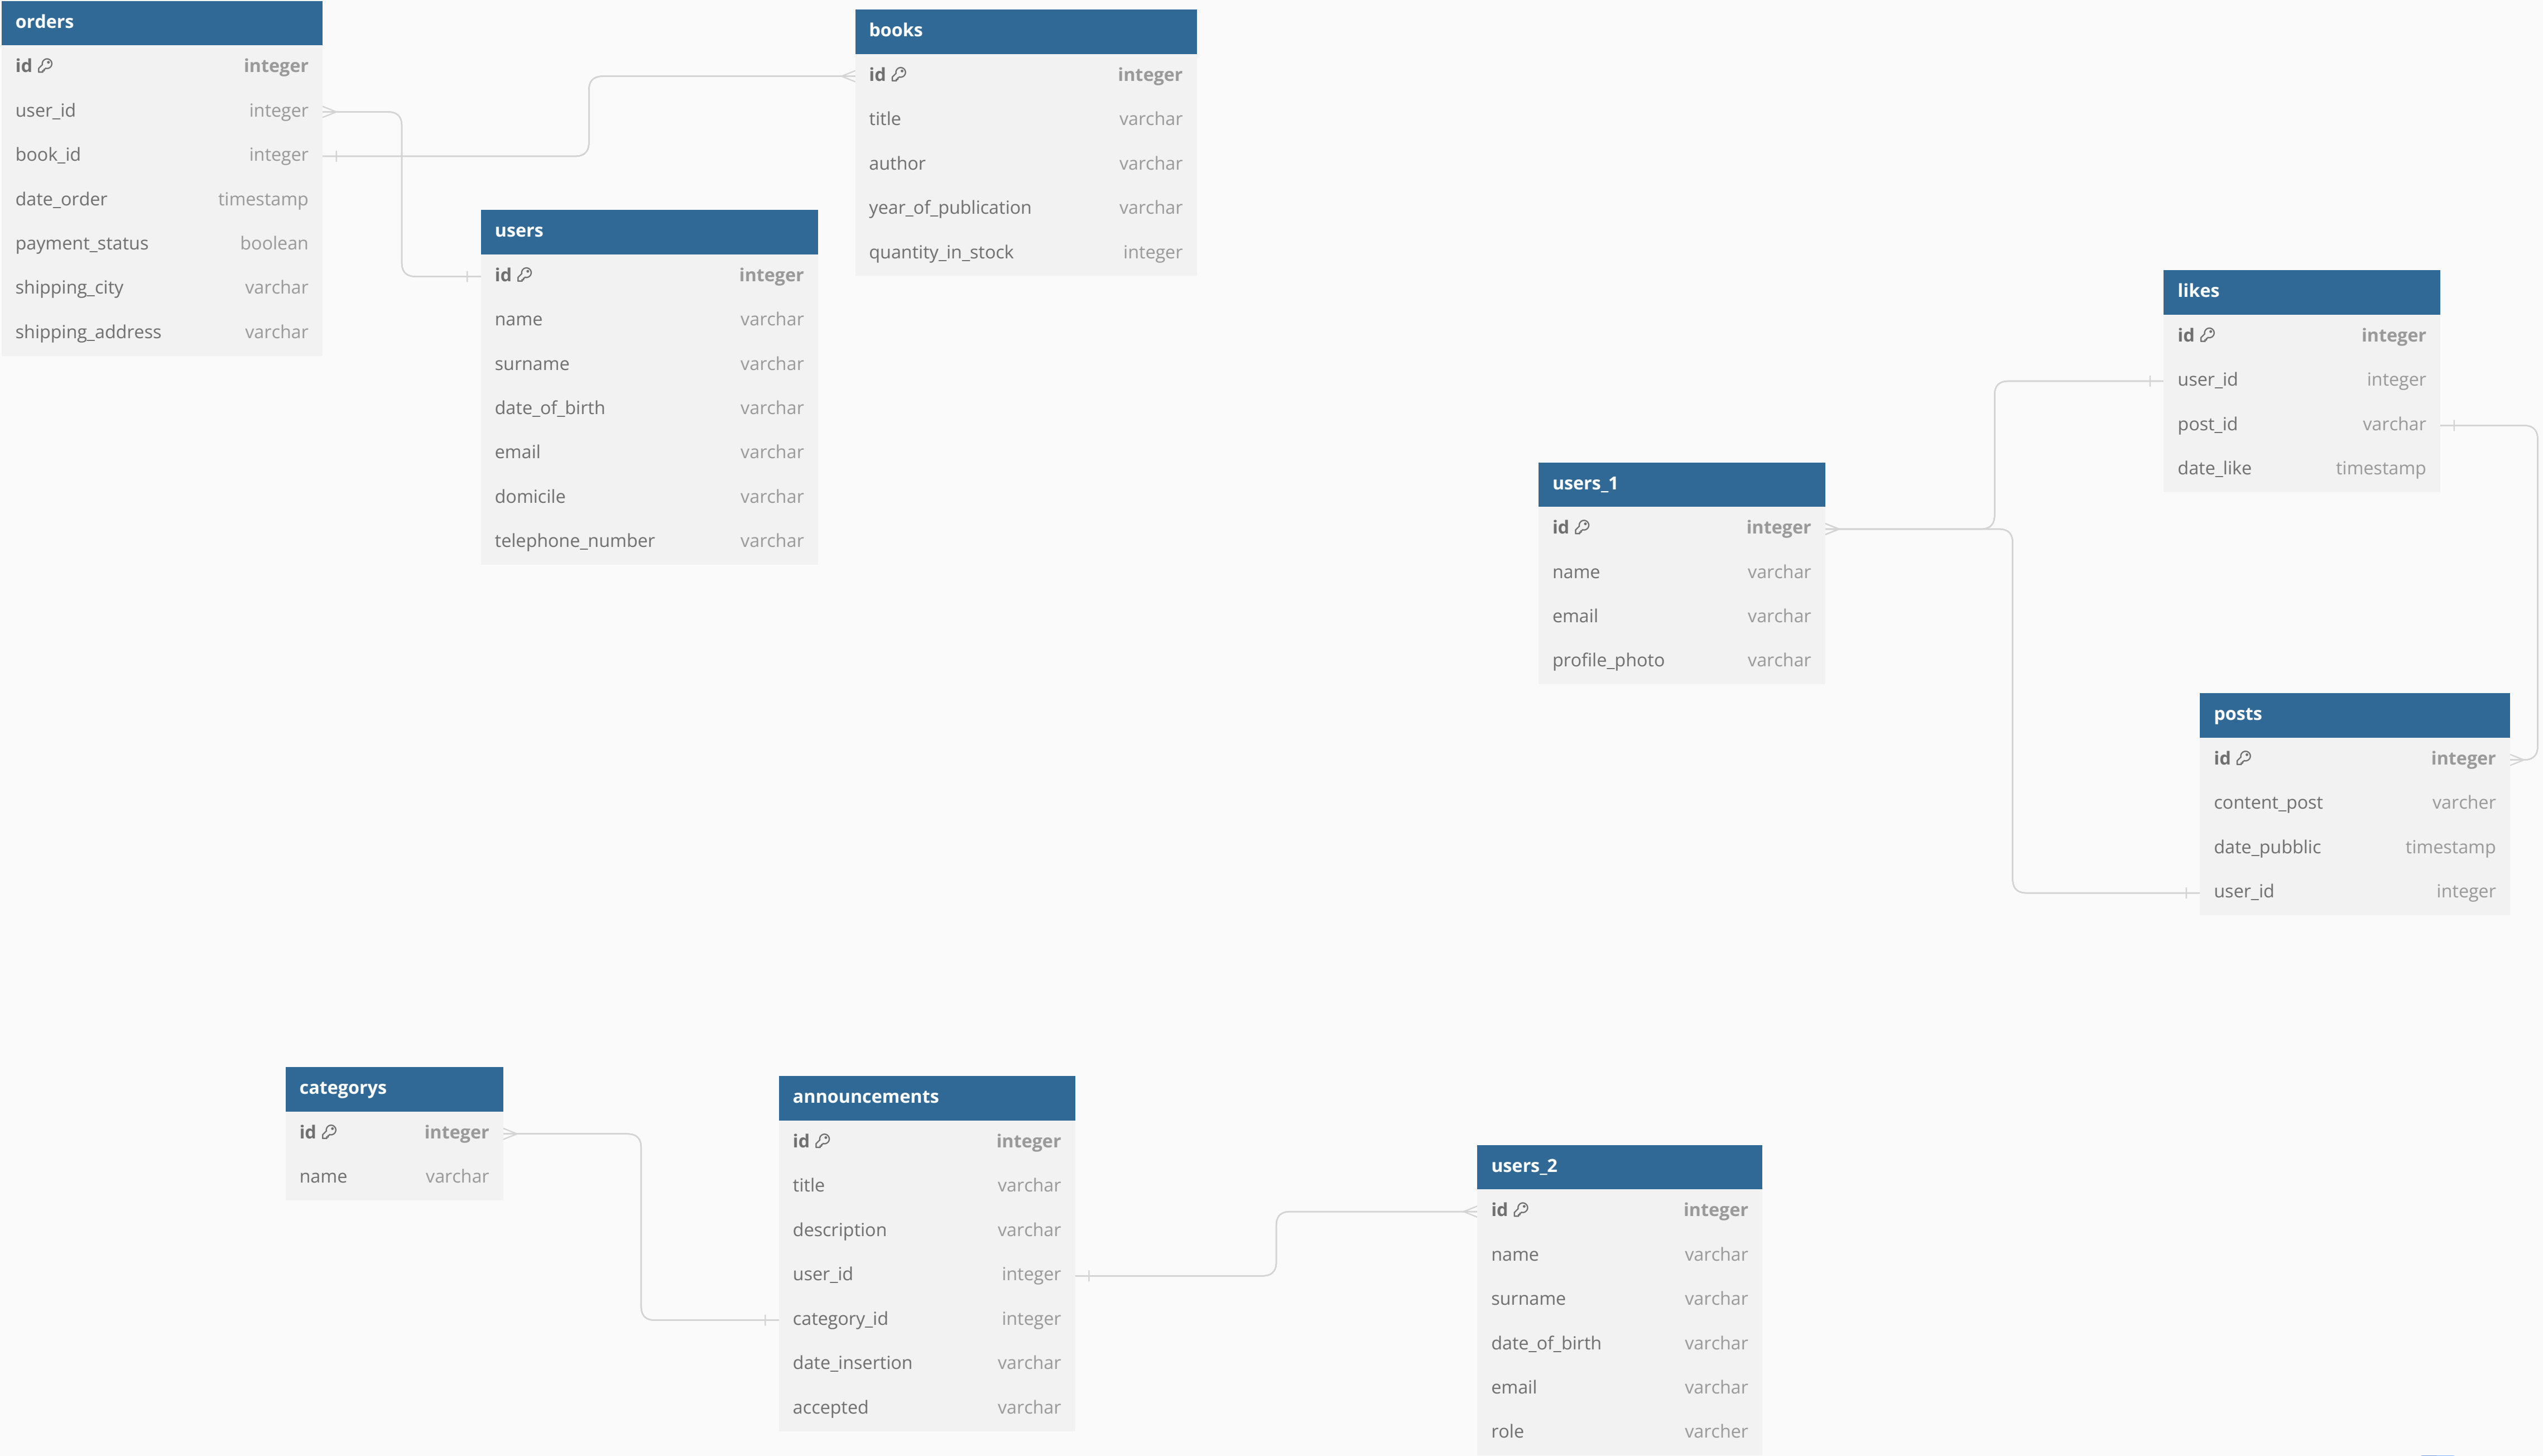 orders
id integer
user_id integer
book_id integer
date_order timestamp
payment_status boolean
shipping_city varchar
shipping_address varchar
users
id integer
name varchar
surname varchar
date_of_birth varchar
email varchar
domicile varchar
telephone_number varchar
books
id integer
title varchar
author varchar
year_of_publication varchar
quantity_in_stock integer
likes
id integer
user_id integer
post_id varchar
date_like timestamp
users_1
id integer
name varchar
email varchar
profile_photo varchar
posts
id integer
content_post varcher
date_pubblic timestamp
user_id integer
categorys
id integer
name varchar
announcements
id integer
title varchar
description varchar
user_id integer
category_id integer
date_insertion varchar
accepted varchar
users_2
id integer
name varchar
surname varchar
date_of_birth varchar
email varchar
role varcher